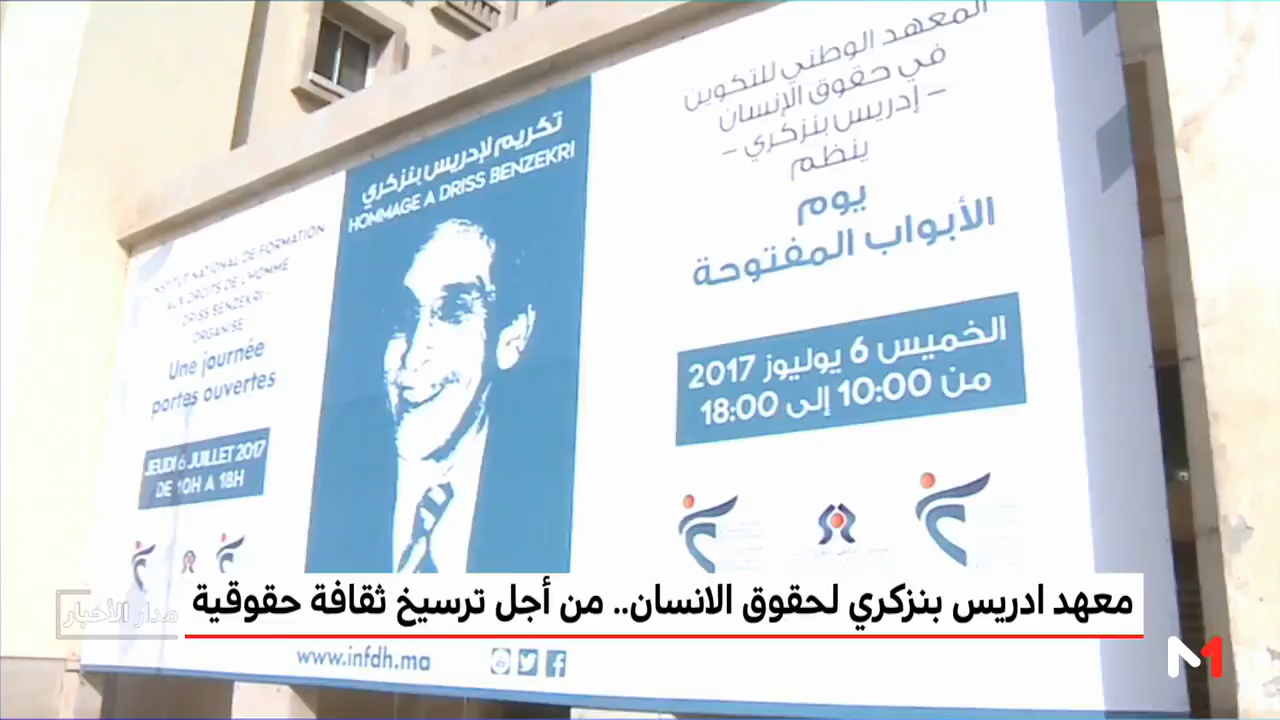 المعهد الوطني للتكوين
في حقوق الإنسان
– إدريس بنزكري –
ينظم
يوم
الأبواب المفتوحة
الخميس 6 يوليوز 2017
من 10:00 إلى 18:00
تكريم لإدريس بنزكري
HOMMAGE A DRISS BENZEKRI
INSTITUT NATIONAL DE FORMATION
AUX DROITS DE L'HOMME
- DRISS BENZEKRI -
ORGANISE
Une journée
portes ouvertes
JEUDI 6 JUILLET 2017
DE 10H A 18H
معهد ادريس بنزكري لحقوق الانسان.. من أجل ترسيخ ثقافة حقوقية
مدار الأخبار
www.infdh.ma
M1